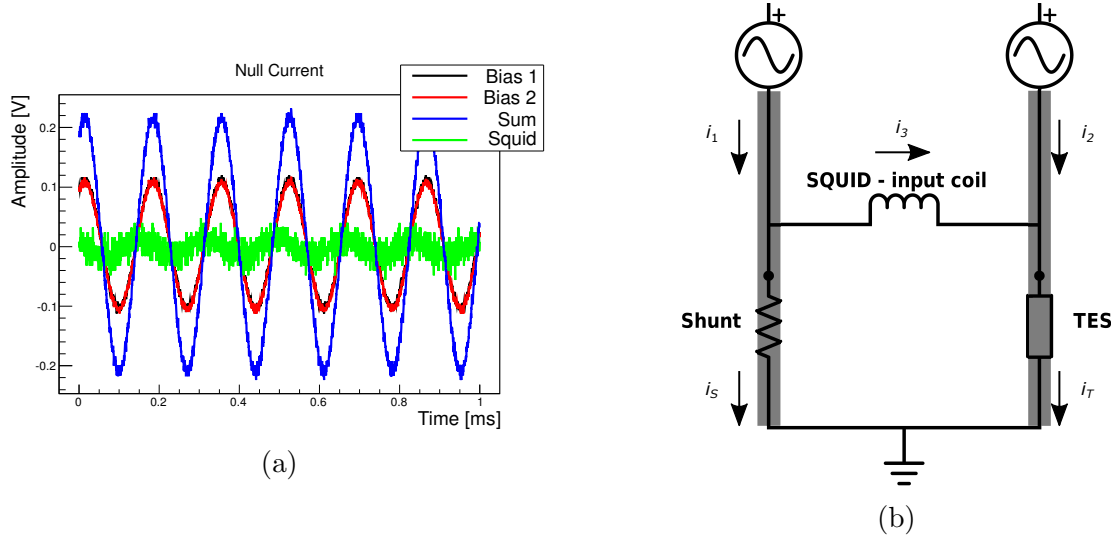 Null Current
Bias 1
Bias 2
Sum
Squid
Amplitude [V]
0.2
0.1
0
-0.1
-0.2
0 0.2 0.4 0.6 0.8 1
Time [ms]
(a)
+ +
i1 i3 i2
SQUID - input coil
Shunt TES
iS iT
(b)